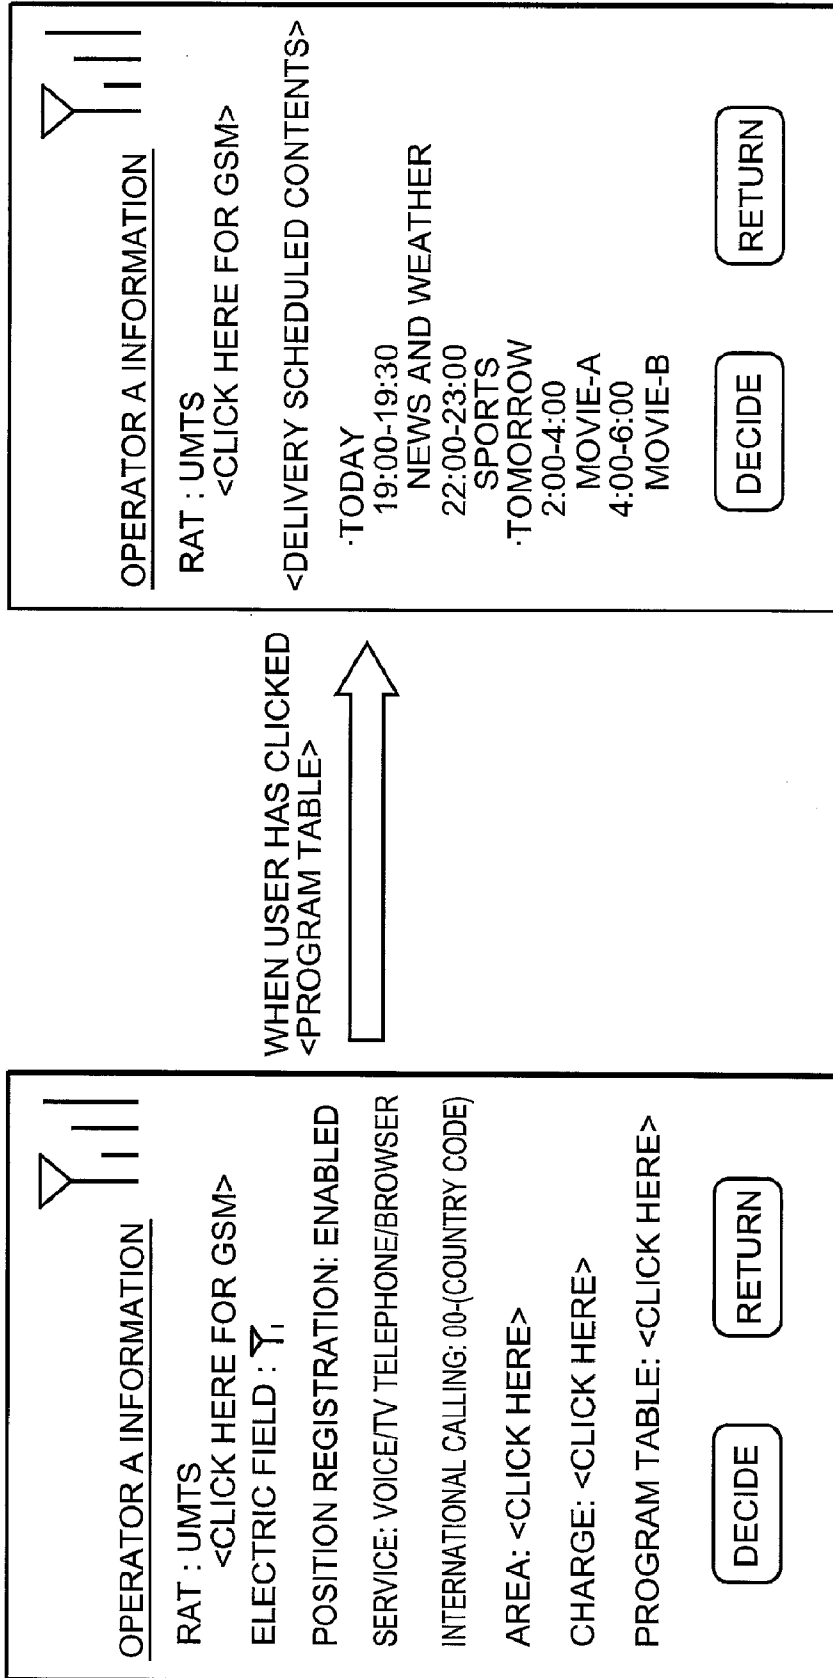 OPERATOR A INFORMATION
RAT : UMTS
<CLICK HERE FOR GSM>
ELECTRIC FIELD :
POSITION REGISTRATION: ENABLED
SERVICE: VOICE/TV TELEPHONE/BROWSER
INTERNATIONAL CALLING: 00-(COUNTRY CODE)
AREA: <CLICK HERE>
CHARGE: <CLICK HERE>
PROGRAM TABLE: <CLICK HERE>
DECIDE
RETURN
WHEN USER HAS CLICKED
<PROGRAM TABLE>
OPERATOR A INFORMATION
RAT : UMTS
<CLICK HERE FOR GSM>
<DELIVERY SCHEDULED CONTENTS>
·TODAY
19:00-19:30
NEWS AND WEATHER
22:00-23:00
SPORTS
·TOMORROW
2:00-4:00
MOVIE-A
4:00-6:00
MOVIE-B
DECIDE
RETURN